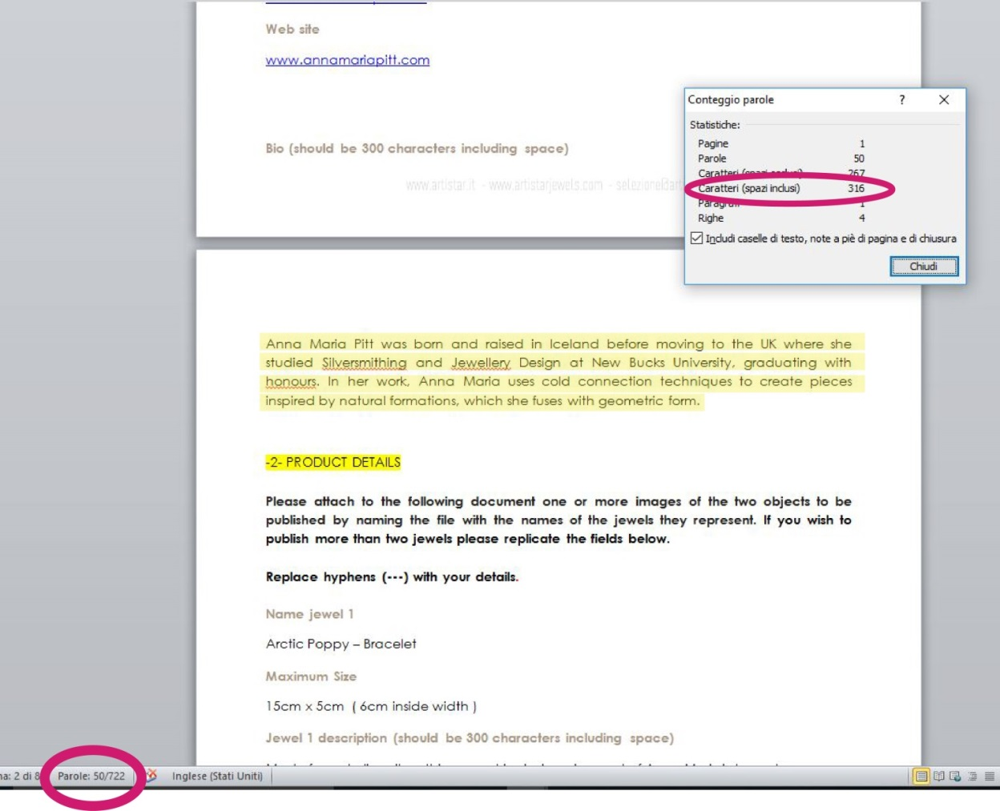 Web site
www.annamariapitt.com
Bio (should be 300 characters including space)
www.artistar.it - www.artistarjewels.com - selezione@art
Conteggio parole
? ×
Statistiche:
Pagine 1
Parole 50
Caratteri (spazi esclusi) 267
Caratteri (spazi inclusi) 316
Paragrafi 1
Righe 4
Includi caselle di testo, note a piè di pagina e di chiusura
Chiudi
Anna Maria Pitt was born and raised in Iceland before moving to the UK where she
studied Silversmithing and Jewellery Design at New Bucks University, graduating with
honours. In her work, Anna Maria uses cold connection techniques to create pieces
inspired by natural formations, which she fuses with geometric form.
-2- PRODUCT DETAILS
Please attach to the following document one or more images of the two objects to be
published by naming the file with the names of the jewels they represent. If you wish to
publish more than two jewels please replicate the fields below.
Replace hyphens (---) with your details.
Name jewel 1
Arctic Poppy – Bracelet
Maximum Size
15cm x 5cm ( 6cm inside width )
Jewel 1 description (should be 300 characters including space)
na: 2 di 8
Parole: 50/722
Inglese (Stati Uniti)